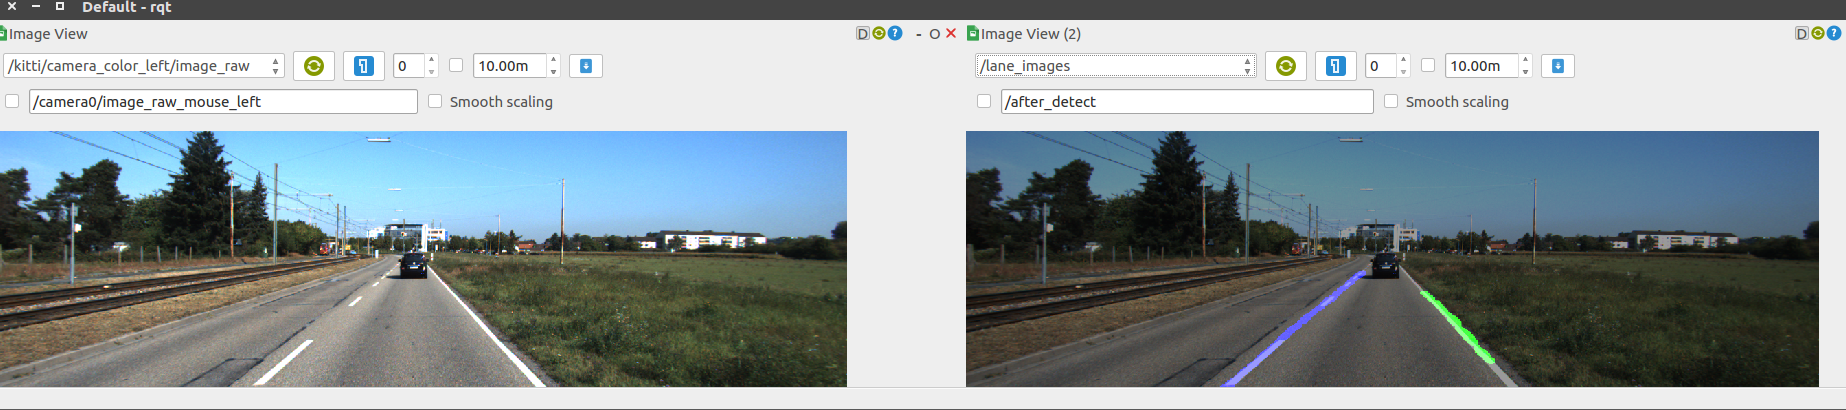 Default - rqt
Image View
D
- O
/kitti/camera_color_left/image_raw
0
10.00m
/camera0/image_raw_mouse_left
Smooth scaling
Image View (2)
D
/lane_images
0
10.00m
/after_detect
Smooth scaling